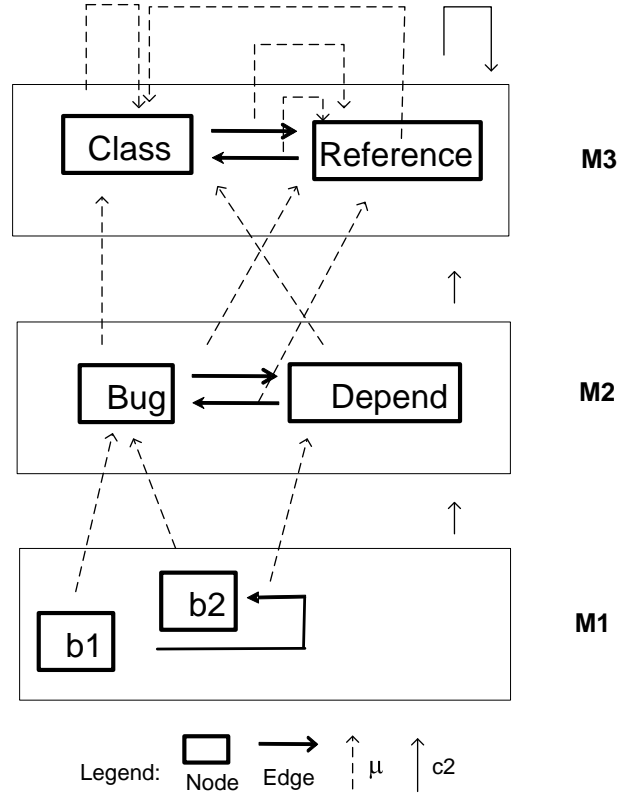 Class
Reference
M3
Bug
Depend
M2
b2
b1
M1
Legend:
Node
Edge
μ
c2